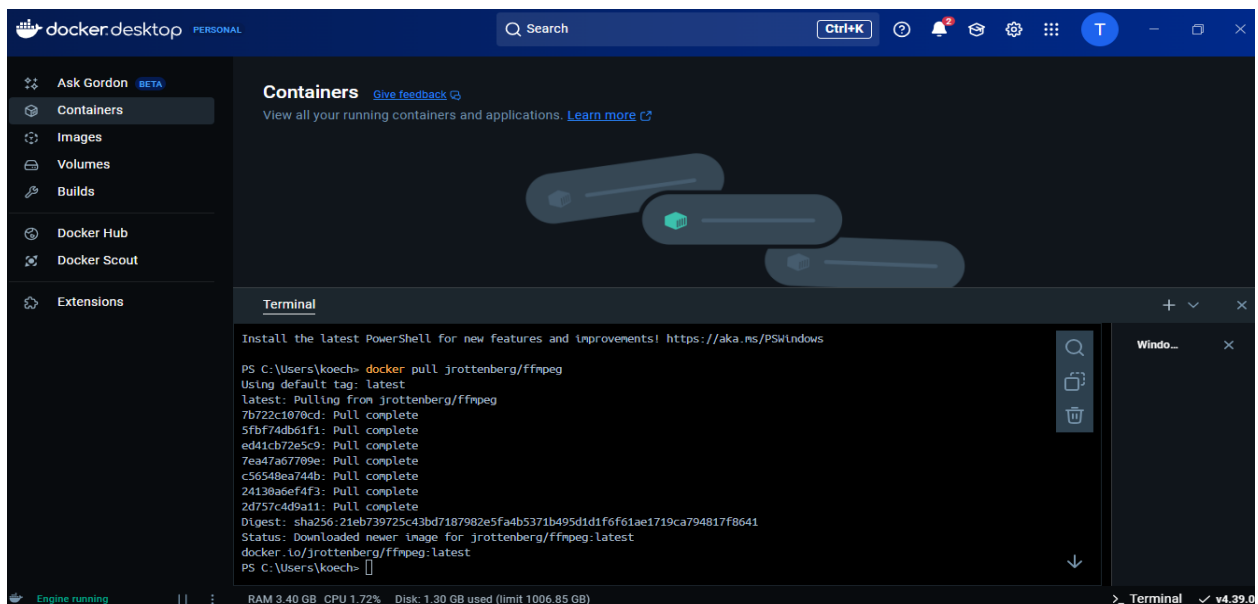 docker.desktop PERSONAL
Search
Ctrl+K
2
T
Ask Gordon BETA
Containers
Images
Volumes
Builds
Docker Hub
Docker Scout
Extensions
Containers Give feedback
View all your running containers and applications. Learn more
Terminal
Install the latest PowerShell for new features and improvements! https://aka.ms/PSWindows
PS C:\Users\koech> docker pull jrottenberg/ffmpeg
Using default tag: latest
latest: Pulling from jrottenberg/ffmpeg
7b722c1070cd: Pull complete
5fbf74db61f1: Pull complete
ed41cb72e5c9: Pull complete
7ea47a67709e: Pull complete
c56548ea744b: Pull complete
24130a6ef4f3: Pull complete
2d757c4d9a11: Pull complete
Digest: sha256:21eb739725c43bd7187982e5fa4b5371b495d1d1f6f61ae1719ca794817f8641
Status: Downloaded newer image for jrottenberg/ffmpeg:latest
docker.io/jrottenberg/ffmpeg:latest
PS C:\Users\koech>
Windo...
Engine running
RAM 3.40 GB CPU 1.72% Disk: 1.30 GB used (limit 1006.85 GB)
>_ Terminal
v4.39.0